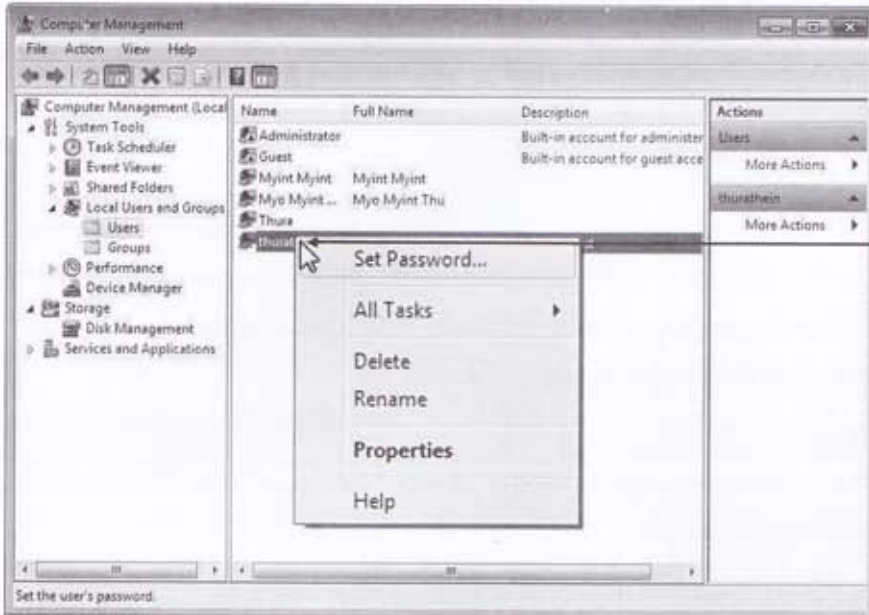 Computer Management
File Action View Help
Computer Management (Local
System Tools
Task Scheduler
Event Viewer
Shared Folders
Local Users and Groups
Users
Groups
Performance
Device Manager
Storage
Disk Management
Services and Applications
Name Full Name Description
Administrator Built-in account for administer
Guest Built-in account for guest acce
Myint Myint Myint Myint
Myo Myint ... Myo Myint Thu
Thura
Set Password...
All Tasks
Delete
Rename
Properties
Help
Actions
Users
More Actions
thurathein
More Actions
Set the user's password.